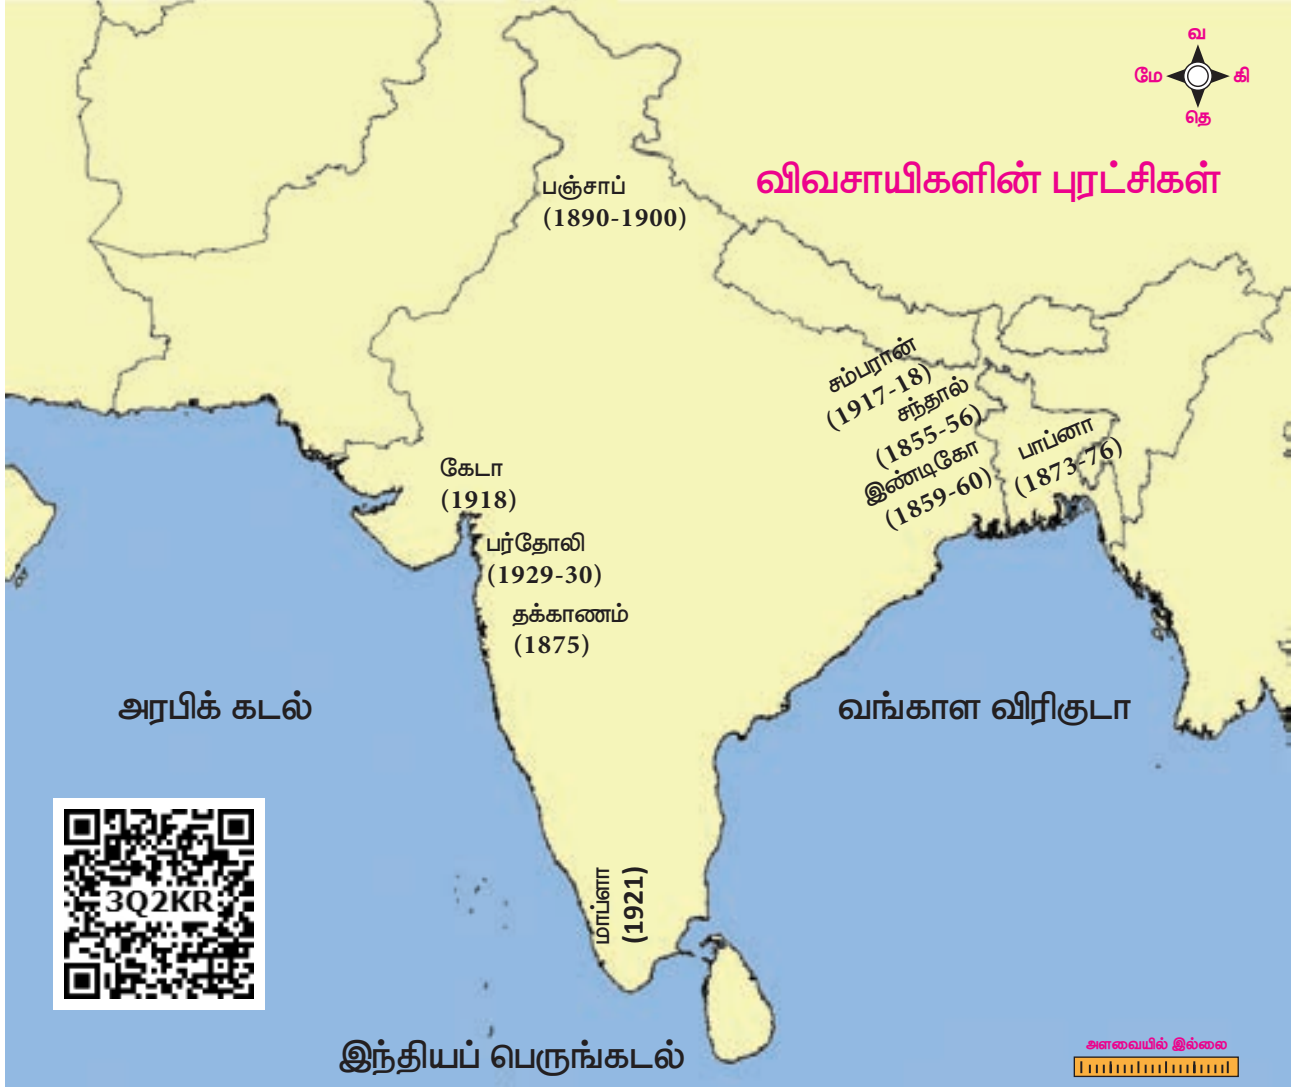 வ
மே
கி
தெ
விவசாயிகளின் புரட்சிகள்
பஞ்சாப்
(1890-1900)
சம்பரான்
(1917-18)
சந்தால்
(1855-56)
இண்டிகோ
(1859-60)
பாப்னா
(1873-76)
கேடா
(1918)
பர்தோலி
(1929-30)
தக்காணம்
(1875)
அரபிக் கடல்
வங்காள விரிகுடா
3Q2KR
மாப்ளா
(1921)
இந்தியப் பெருங்கடல்
அளவையில் இல்லை